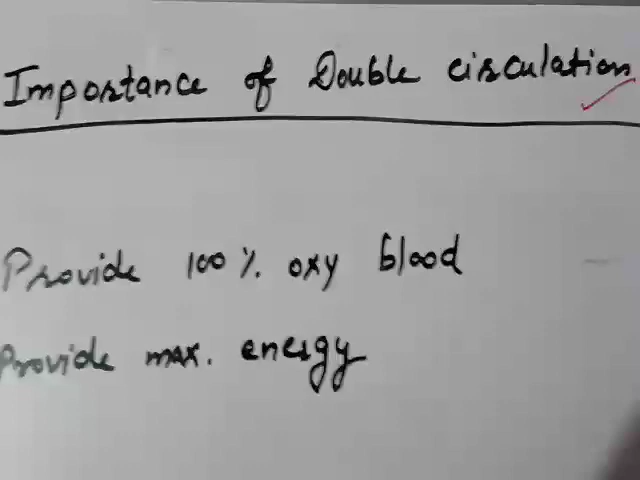 Importance of Double circulation
Provide 100% oxy blood
Provide max. energy